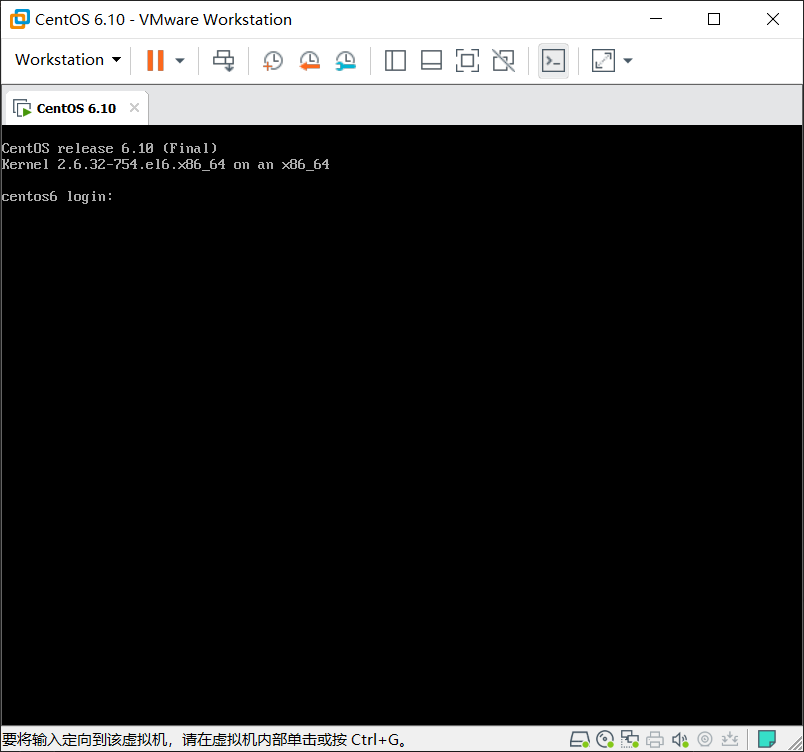 CentOS 6.10 - VMware Workstation
Workstation
CentOS 6.10
CentOS release 6.10 (Final)
Kernel 2.6.32-754.el6.x86_64 on an x86_64
centos6 login:
要将输入定向到该虚拟机，请在虚拟机内部单击或按 Ctrl+G。